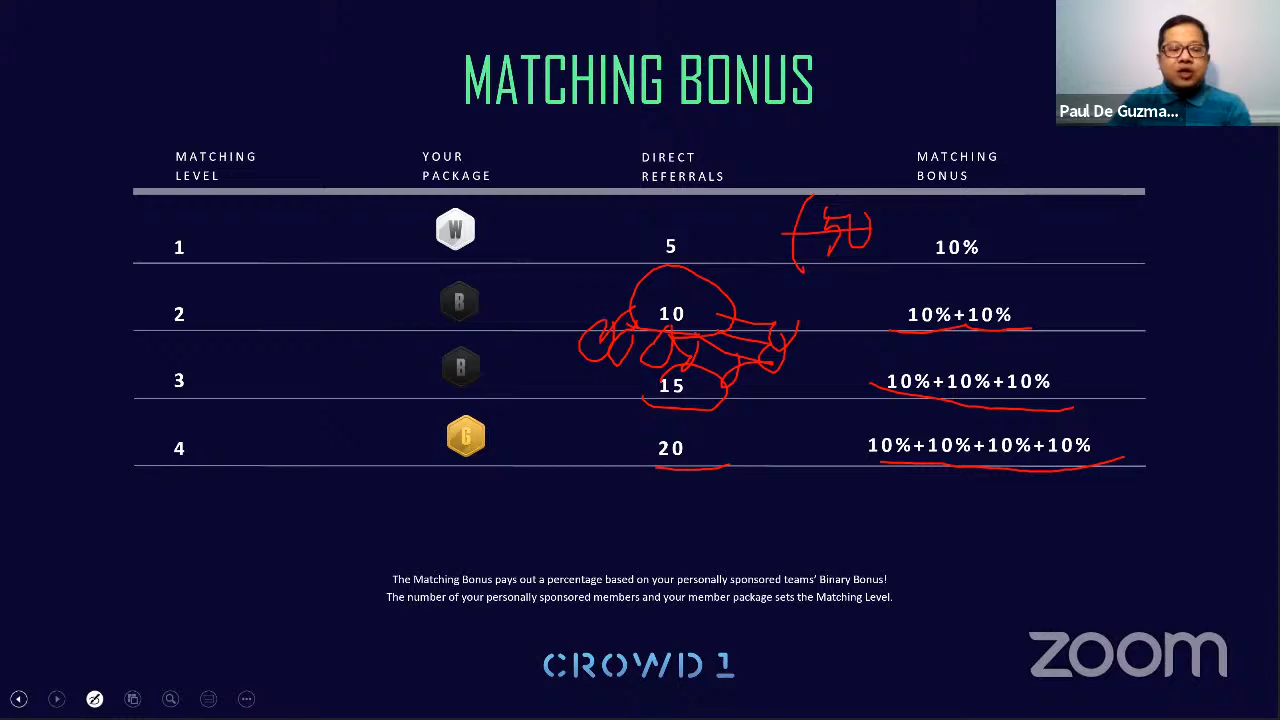 MATCHING BONUS
Paul De Guzma...
MATCHING LEVEL
YOUR PACKAGE
DIRECT REFERRALS
MATCHING BONUS
1 W 5 50 10%
2 B 10 10%+10%
3 B 15 10%+10%+10%
4 G 20 10%+10%+10%+10%
The Matching Bonus pays out a percentage based on your personally sponsored teams' Binary Bonus!
The number of your personally sponsored members and your member package sets the Matching Level.
CROWD 1
zoom